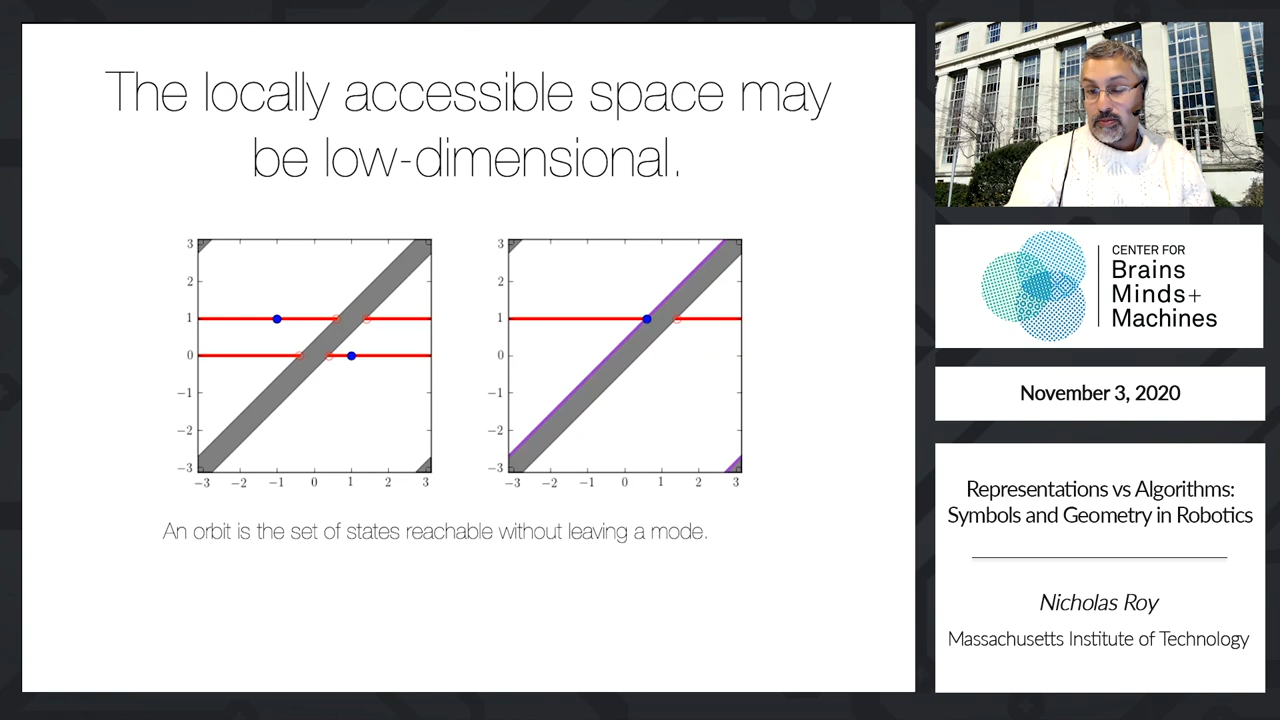 The locally accessible space may
be low-dimensional.
3
2
1
0
−1
−2
−3
−3 −2 −1 0 1 2 3
3
2
1
0
−1
−2
−3
−3 −2 −1 0 1 2 3
An orbit is the set of states reachable without leaving a mode.
CENTER FOR
Brains
Minds+
Machines
November 3, 2020
Representations vs Algorithms:
Symbols and Geometry in Robotics
Nicholas Roy
Massachusetts Institute of Technology